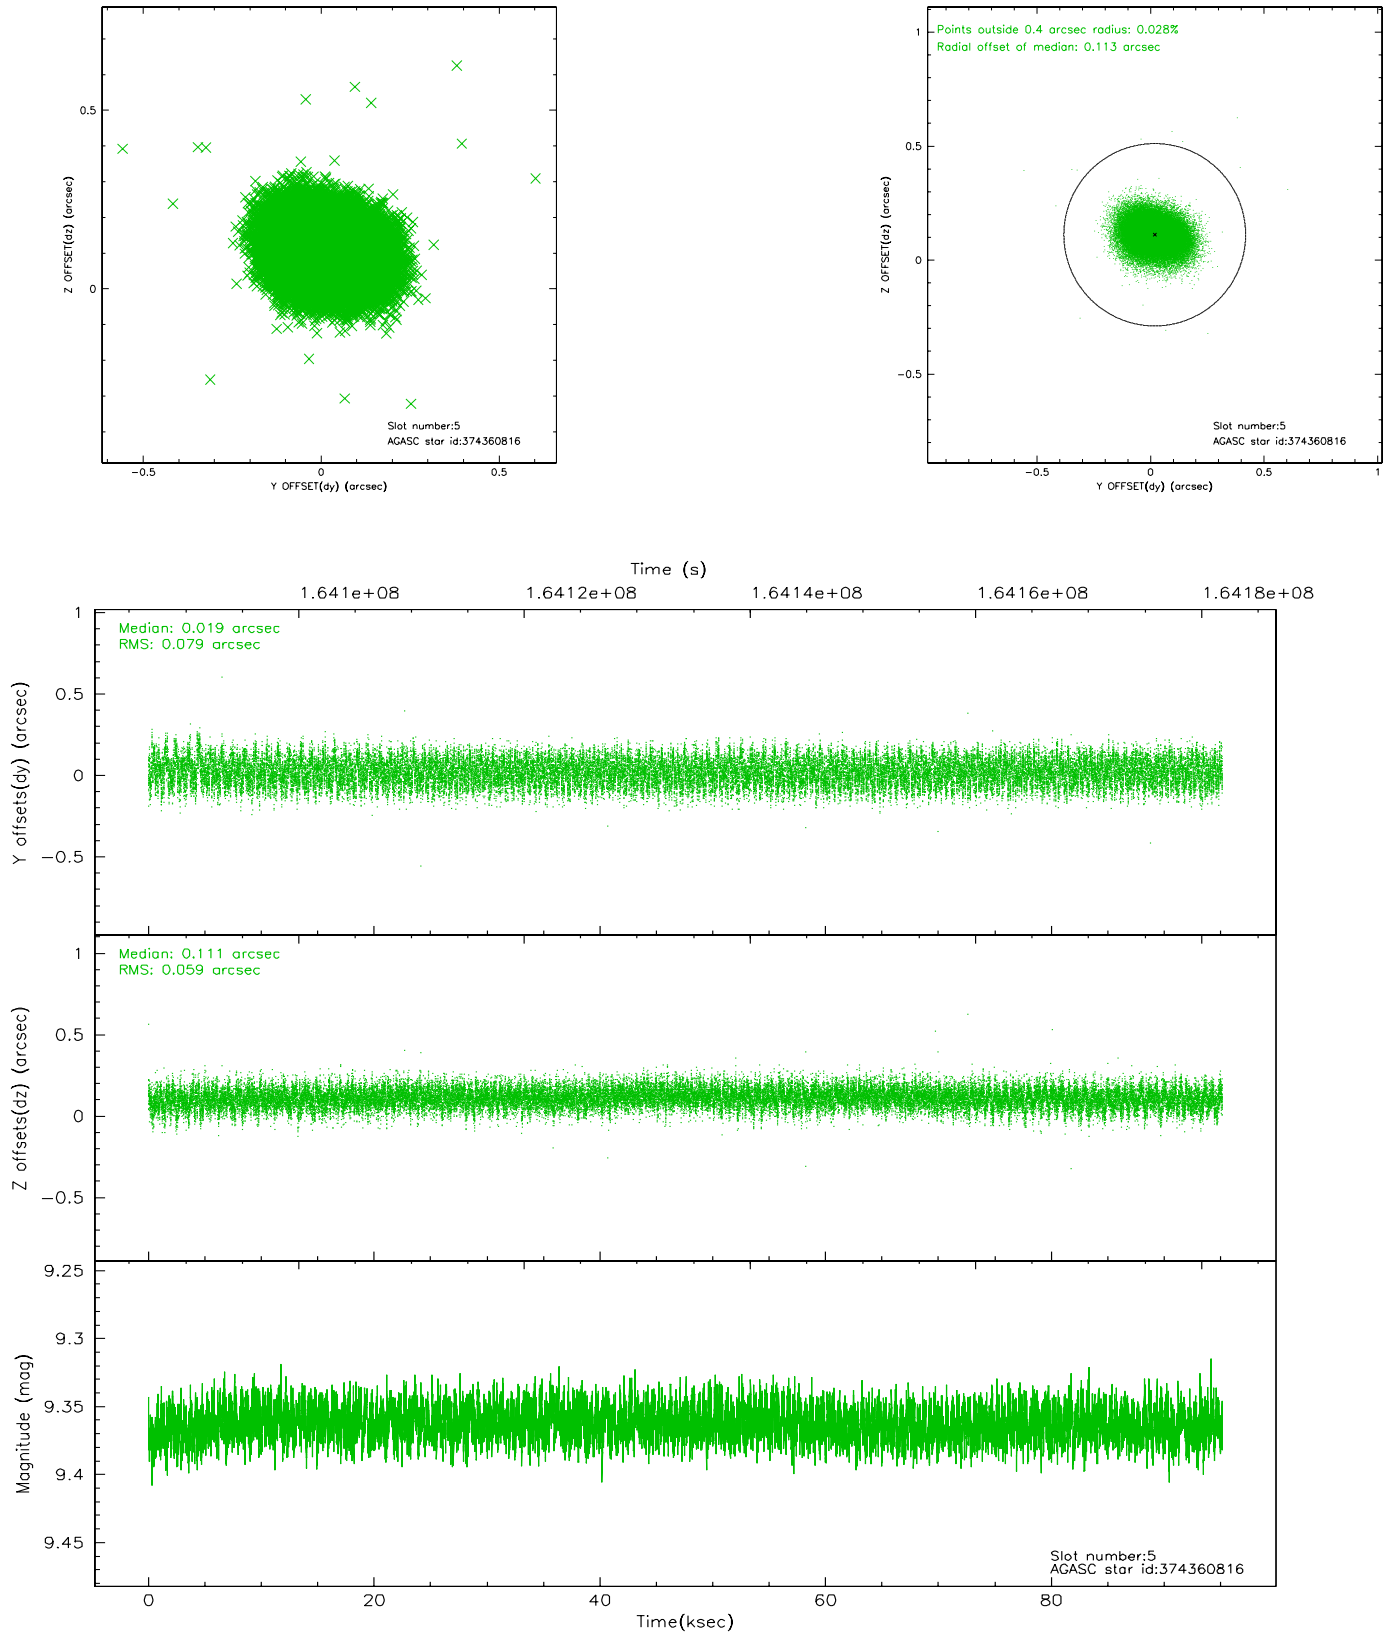 0.5
0
Z OFFSET(dz) (arcsec)
Slot number:5
AGASC star id:374360816
−0.5 0 0.5
Y OFFSET(dy) (arcsec)
Points outside 0.4 arcsec radius: 0.028%
Radial offset of median: 0.113 arcsec
1
0.5
0
−0.5
Z OFFSET(dz) (arcsec)
Slot number:5
AGASC star id:374360816
−0.5 0 0.5 1
Y OFFSET(dy) (arcsec)
Time (s)
1.641e+08 1.6412e+08 1.6414e+08 1.6416e+08 1.6418e+08
Median: 0.019 arcsec
RMS: 0.079 arcsec
1
0.5
0
−0.5
Y offsets(dy) (arcsec)
Median: 0.111 arcsec
RMS: 0.059 arcsec
1
0.5
0
−0.5
Z offsets(dz) (arcsec)
9.25
9.3
9.35
9.4
9.45
Magnitude (mag)
Slot number:5
AGASC star id:374360816
0 20 40 60 80
Time(ksec)